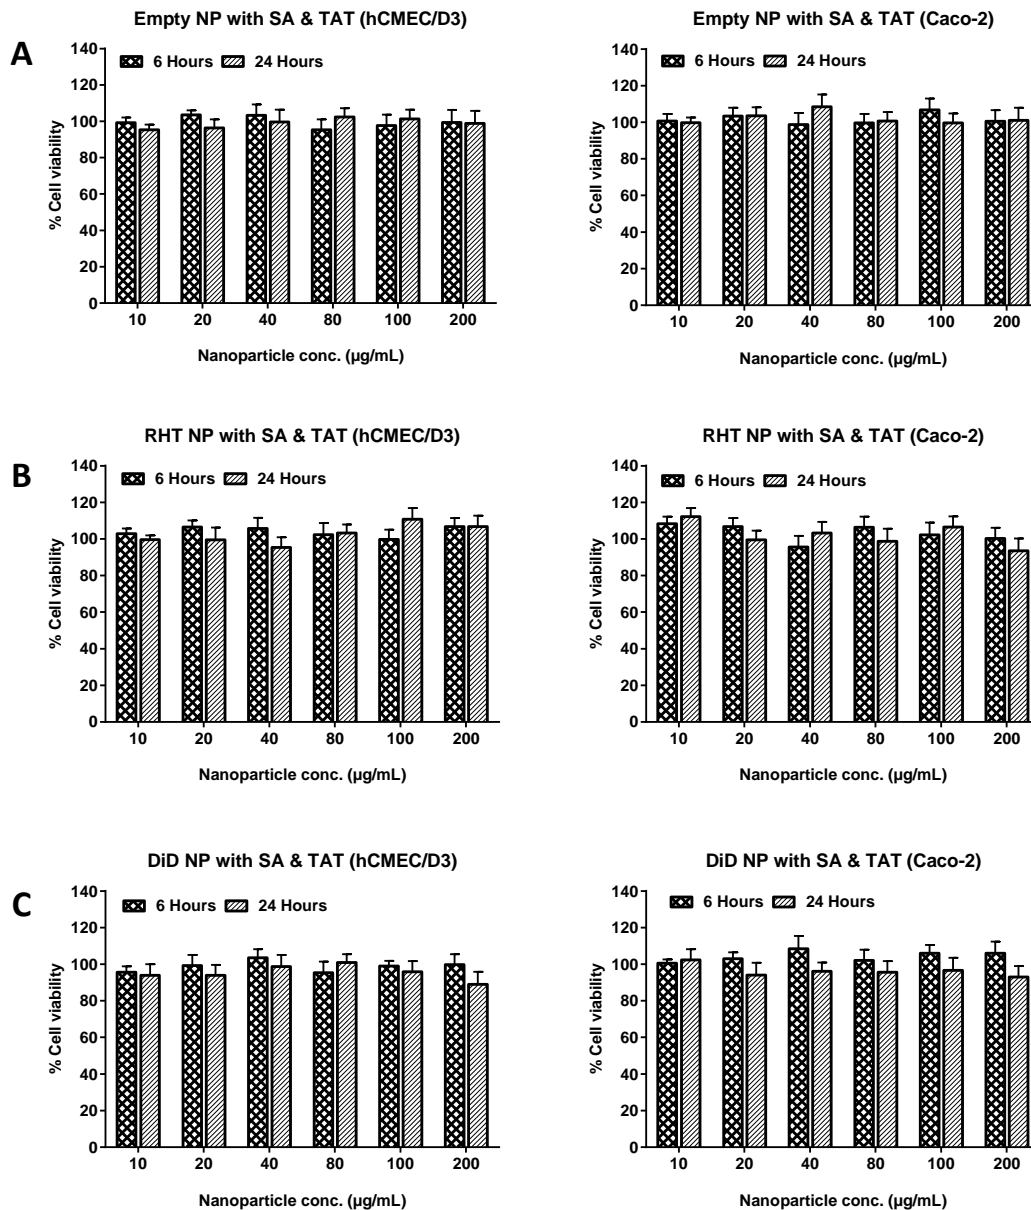 Empty NP with SA & TAT (hCMEC/D3)
A
6 Hours 24 Hours
% Cell viability
140
120
100
80
60
40
20
0
10 20 40 80 100 200
Nanoparticle conc. (µg/mL)
Empty NP with SA & TAT (Caco-2)
6 Hours 24 Hours
% Cell viability
140
120
100
80
60
40
20
0
10 20 40 80 100 200
Nanoparticle conc. (µg/mL)
RHT NP with SA & TAT (hCMEC/D3)
B
6 Hours 24 Hours
% Cell viability
140
120
100
80
60
40
20
0
10 20 40 80 100 200
Nanoparticle conc. (µg/mL)
RHT NP with SA & TAT (Caco-2)
6 Hours 24 Hours
% Cell viability
140
120
100
80
60
40
20
0
10 20 40 80 100 200
Nanoparticle conc. (µg/mL)
DiD NP with SA & TAT (hCMEC/D3)
C
6 Hours 24 Hours
% Cell viability
140
120
100
80
60
40
20
0
10 20 40 80 100 200
Nanoparticle conc. (µg/mL)
DiD NP with SA & TAT (Caco-2)
6 Hours 24 Hours
% Cell viability
140
120
100
80
60
40
20
0
10 20 40 80 100 200
Nanoparticle conc. (µg/mL)